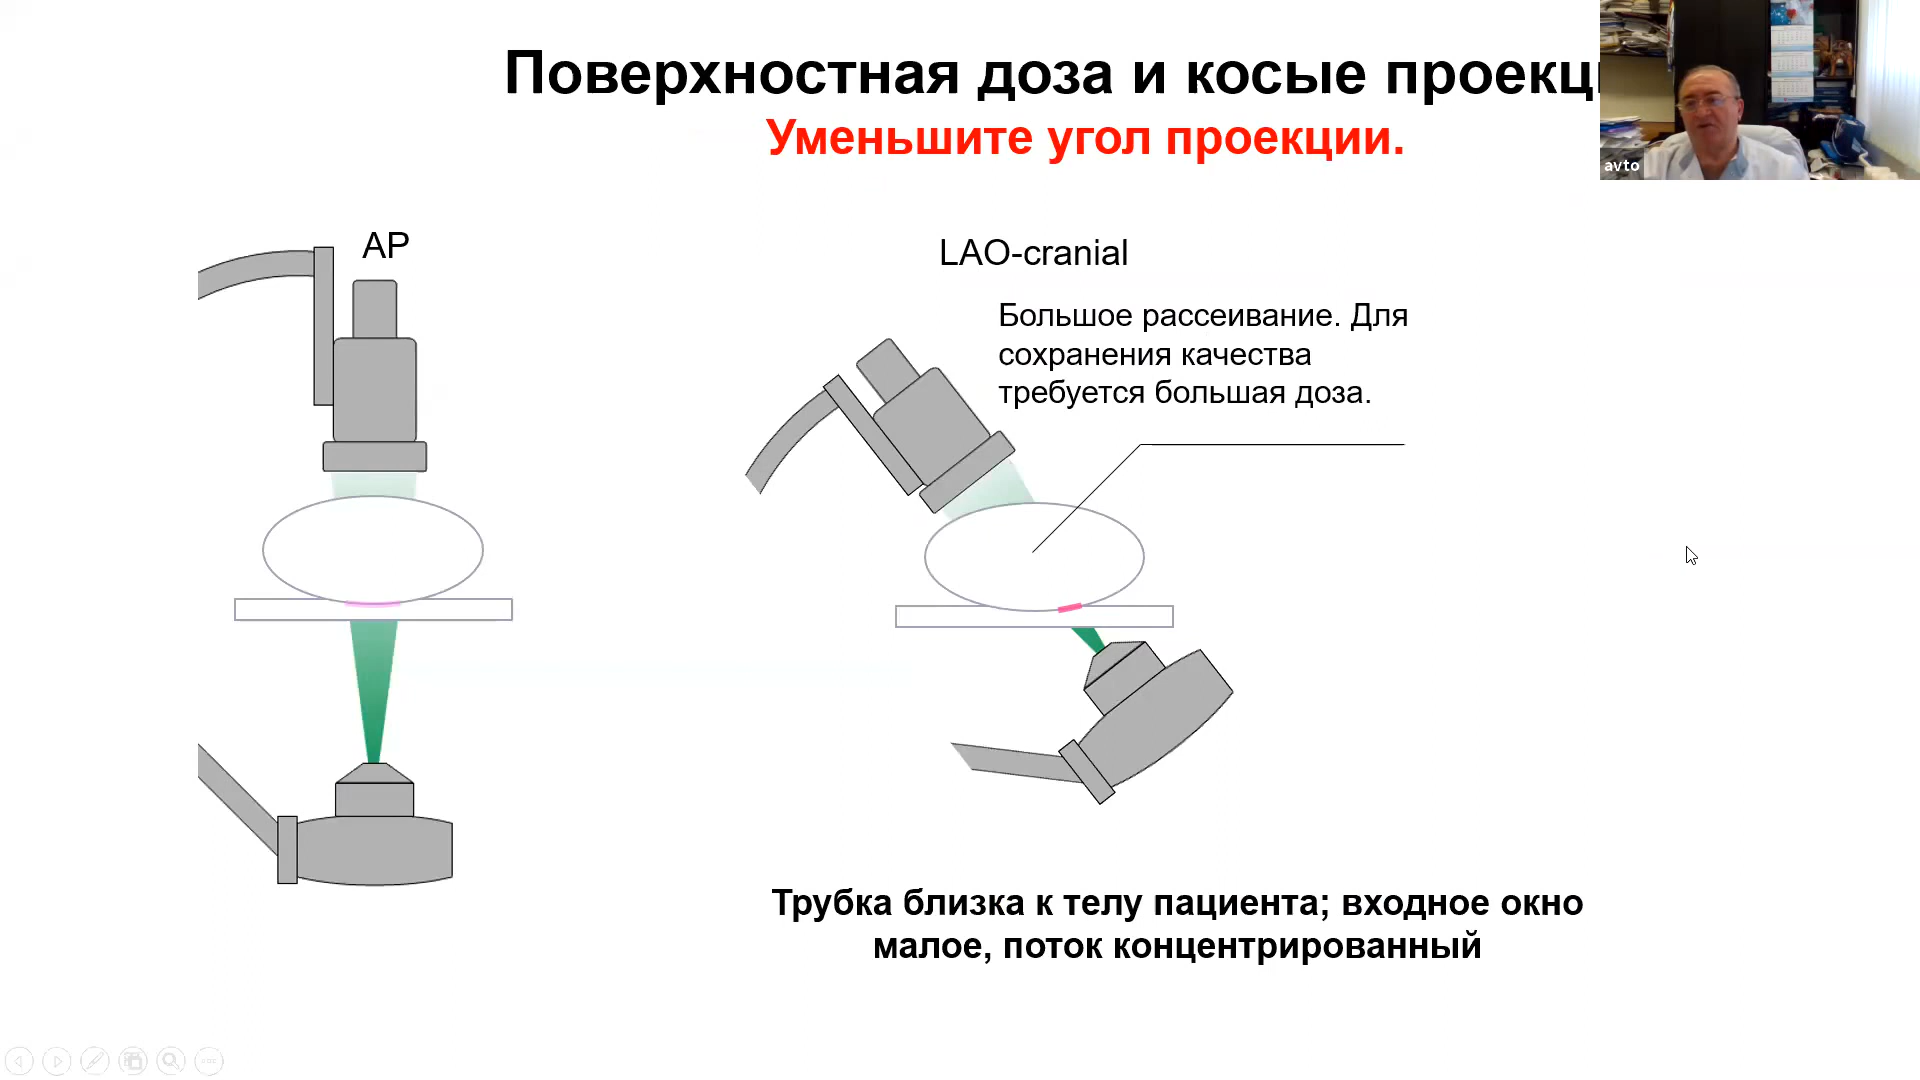 Поверхностная доза и косые проекц
Уменьшите угол проекции.
avto
AP
LAO-cranial
Большое рассеивание. Для
сохранения качества
требуется большая доза.
Трубка близка к телу пациента; входное окно
малое, поток концентрированный